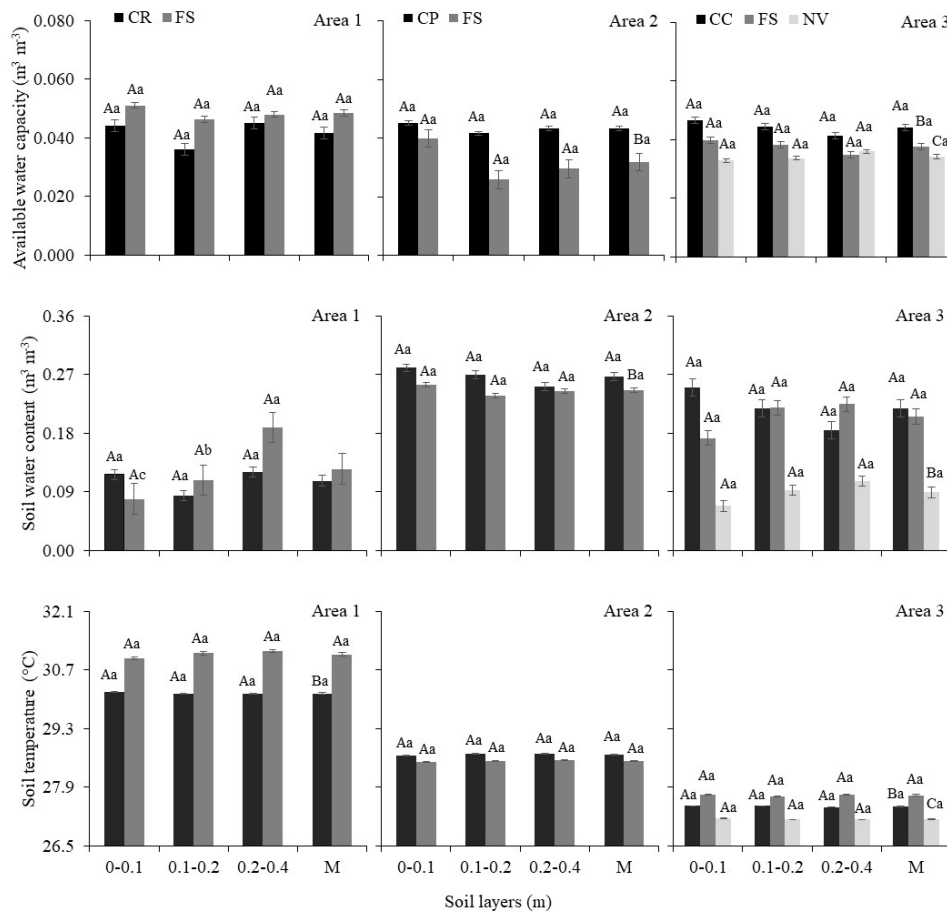 CR FS Area 1
CP FS Area 2
CC FS NV Area 3
Available water capacity (m³ m⁻³)
0.080
0.060
0.040
0.020
0.000
Aa Aa Aa Aa Aa Aa Aa Aa
Aa Aa Aa Aa Aa Aa Aa Ba
Aa Aa Aa Aa Aa Aa Aa Aa Aa Aa Ba Ca
Area 1
Area 2
Area 3
Soil water content (m³ m⁻³)
0.36
0.27
0.18
0.09
0.00
Aa Ac Aa Ab Aa Aa
Aa Aa Aa Aa Aa Aa Aa Ba
Aa Aa Aa Aa Aa Aa Aa Aa Aa Aa Aa Ba
Area 1
Area 2
Area 3
Soil temperature (°C)
32.1
30.7
29.3
27.9
26.5
Aa Aa Aa Aa Aa Aa Ba Aa
Aa Aa Aa Aa Aa Aa Aa Aa
Aa Aa Aa Aa Aa Aa Aa Aa Aa Ba Aa Ca
0-0.1 0.1-0.2 0.2-0.4 M
0-0.1 0.1-0.2 0.2-0.4 M
0-0.1 0.1-0.2 0.2-0.4 M
Soil layers (m)